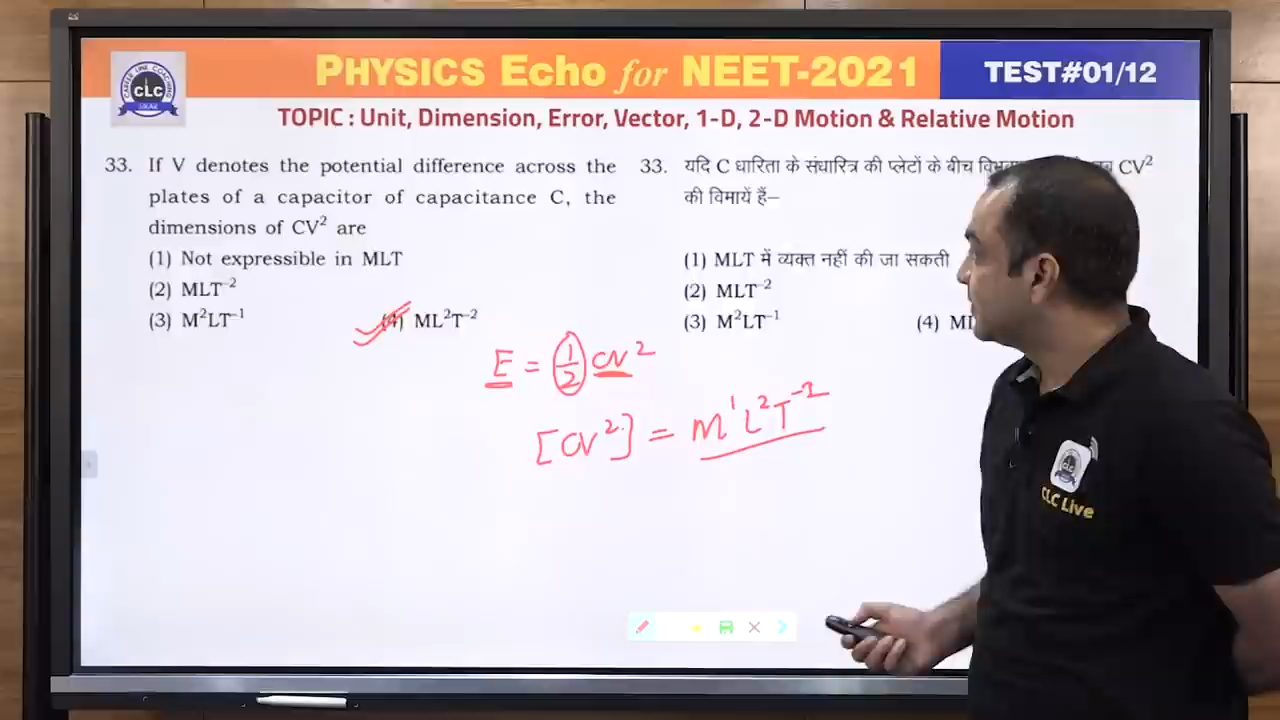 PHYSICS Echo for NEET-2021
TEST#01/12
CLC
TOPIC : Unit, Dimension, Error, Vector, 1-D, 2-D Motion & Relative Motion
33. If V denotes the potential difference across the
plates of a capacitor of capacitance C, the
dimensions of CV² are
(1) Not expressible in MLT
(2) MLT⁻²
(3) M²LT⁻¹ (4) ML²T⁻²
33. यदि C धारिता के संधारित्र की प्लेटों के बीच CV²
की विमायें हैं–
(1) MLT में व्यक्त नहीं की जा सकती
(2) MLT⁻²
(3) M²LT⁻¹ (4)
E = 1/2 CV²
[CV²] = M¹L²T⁻²
CLC
CLC Live